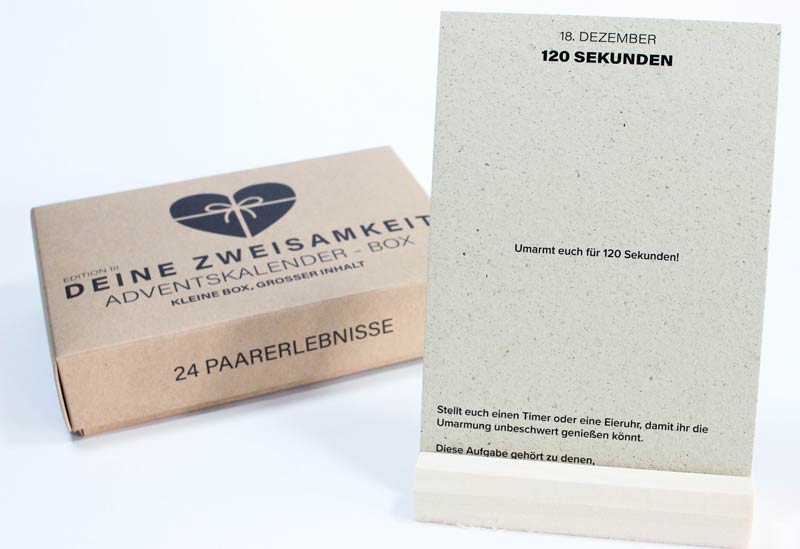 EDITION III
DEINE ZWEISAMKEIT
ADVENTSKALENDER - BOX
KLEINE BOX, GROSSER INHALT
24 PAARERLEBNISSE
18. DEZEMBER
120 SEKUNDEN
Umarmt euch für 120 Sekunden!
Stellt euch einen Timer oder eine Eieruhr, damit ihr die
Umarmung unbeschwert genießen könnt.
Diese Aufgabe gehört zu denen,